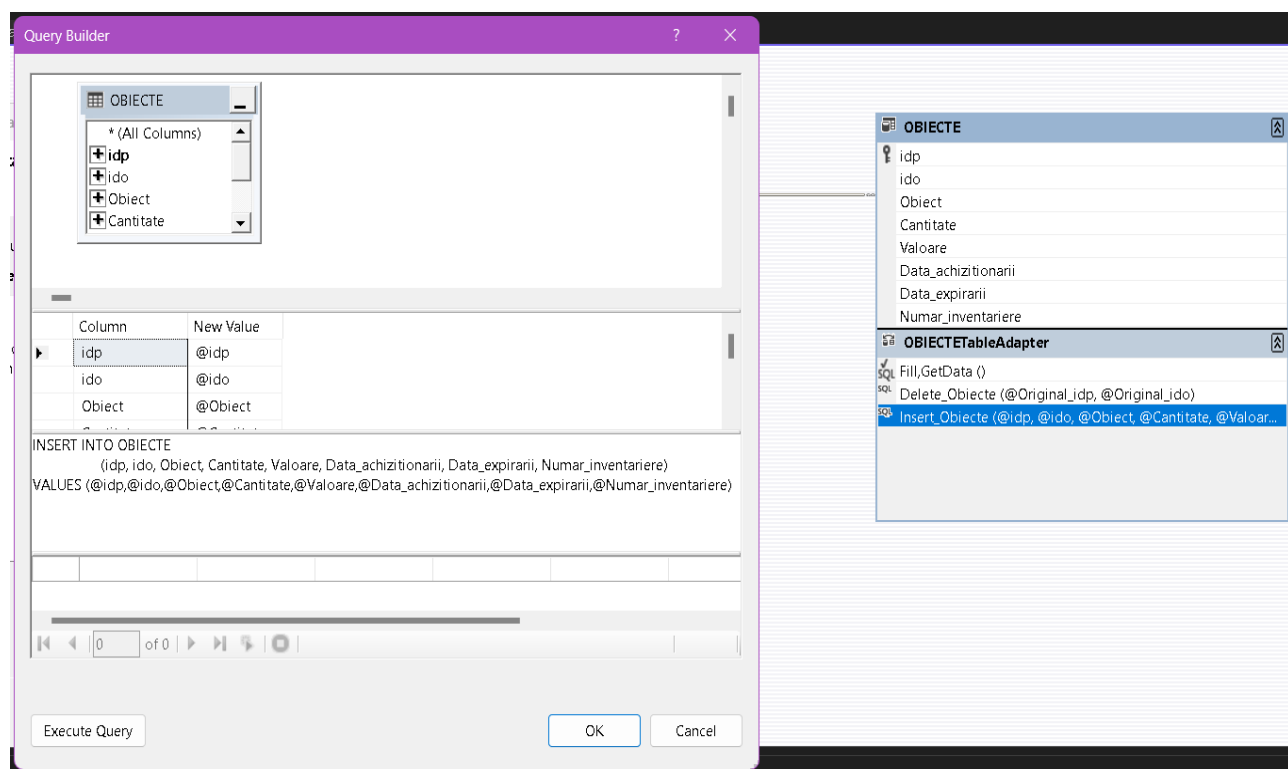 Query Builder
?
OBIECTE
* (All Columns)
idp
ido
Obiect
Cantitate
Column New Value
idp @idp
ido @ido
Obiect @Obiect
INSERT INTO OBIECTE
(idp, ido, Obiect, Cantitate, Valoare, Data_achizitionarii, Data_expirarii, Numar_inventariere)
VALUES (@idp,@ido,@Obiect,@Cantitate,@Valoare,@Data_achizitionarii,@Data_expirarii,@Numar_inventariere)
0 of 0
Execute Query OK Cancel
OBIECTE
idp
ido
Obiect
Cantitate
Valoare
Data_achizitionarii
Data_expirarii
Numar_inventariere
OBIECTETableAdapter
SQL Fill,GetData ()
SQL Delete_Obiecte (@Original_idp, @Original_ido)
SQL Insert_Obiecte (@idp, @ido, @Obiect, @Cantitate, @Valoar...